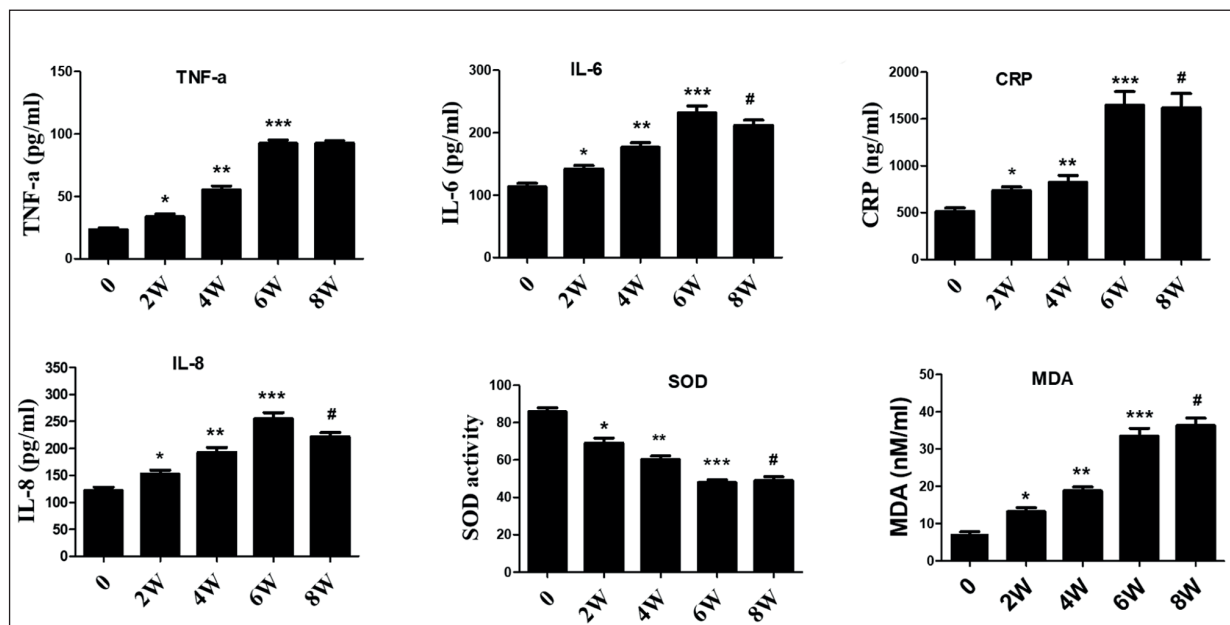 TNF-a
TNF-a (pg/ml)
150
100
50
0
*
**
***
0
2W
4W
6W
8W
IL-6
IL-6 (pg/ml)
300
200
100
0
*
**
***
#
0
2W
4W
6W
8W
CRP
CRP (ng/ml)
2000
1500
1000
500
0
*
**
***
#
0
2W
4W
6W
8W
IL-8
IL-8 (pg/ml)
350
300
250
200
150
100
50
0
*
**
***
#
0
2W
4W
6W
8W
SOD
SOD activity
100
80
60
40
20
0
*
**
***
#
0
2W
4W
6W
8W
MDA
MDA (nM/ml)
50
40
30
20
10
0
*
**
***
#
0
2W
4W
6W
8W